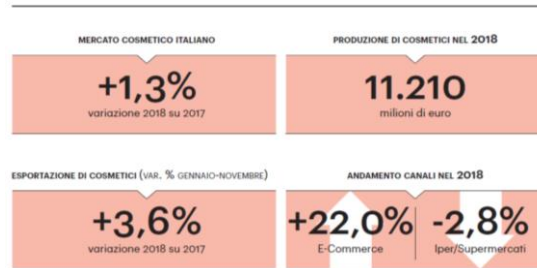 MERCATO COSMETICO ITALIANO
+1,3%
variazione 2018 su 2017
PRODUZIONE DI COSMETICI NEL 2018
11.210
milioni di euro
ESPORTAZIONE DI COSMETICI (VAR. % GENNAIO-NOVEMBRE)
+3,6%
variazione 2018 su 2017
ANDAMENTO CANALI NEL 2018
+22,0%
E-Commerce
-2,8%
Iper/Supermercati